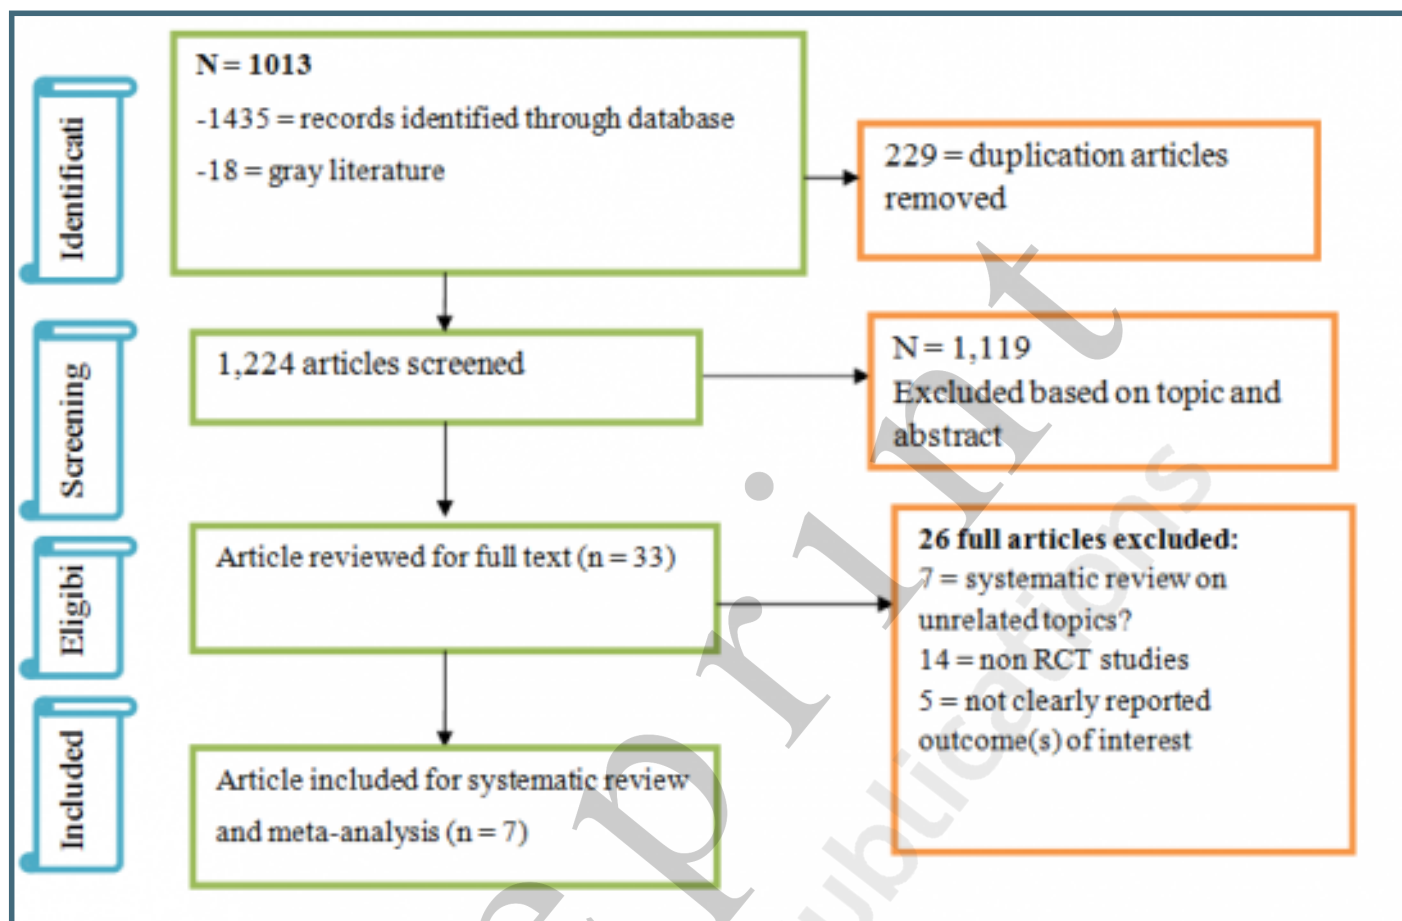 Identificati
N = 1013
-1435 = records identified through database
-18 = gray literature
229 = duplication articles
removed
Screening
1,224 articles screened
N = 1,119
Excluded based on topic and
abstract
Eligibi
Article reviewed for full text (n = 33)
26 full articles excluded:
7 = systematic review on
unrelated topics?
14 = non RCT studies
5 = not clearly reported
outcome(s) of interest
Included
Article included for systematic review
and meta-analysis (n = 7)
eprint
ublications